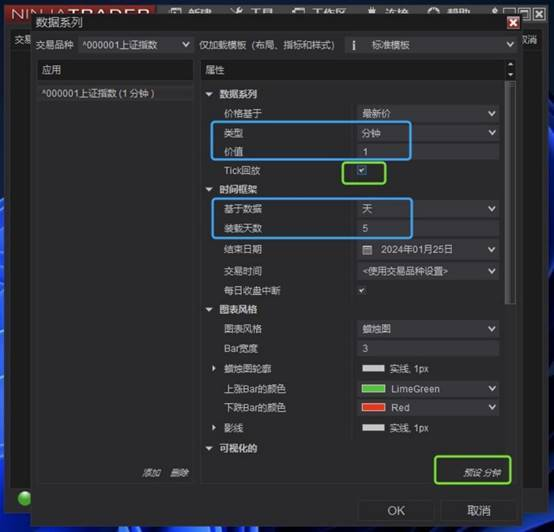 NINJATRADER 新建 工具 工作区 连接 帮助
数据系列
交易品种 ^000001上证指数 仅加载模板（布局、指标和样式） i 标准模板
应用
属性
^000001上证指数 (1 分钟)
数据系列
价格基于 最新价
类型 分钟
价值 1
Tick回放
时间框架
基于数据 天
装载天数 5
结束日期 2024年01月25日
交易时间 <使用交易品种设置>
每日收盘中断
图表风格
图表风格 蜡烛图
Bar宽度 3
蜡烛图轮廓 实线, 1px
上涨Bar的颜色 LimeGreen
下跌Bar的颜色 Red
影线 实线, 1px
可视化的
添加 删除
预设 分钟
OK 取消